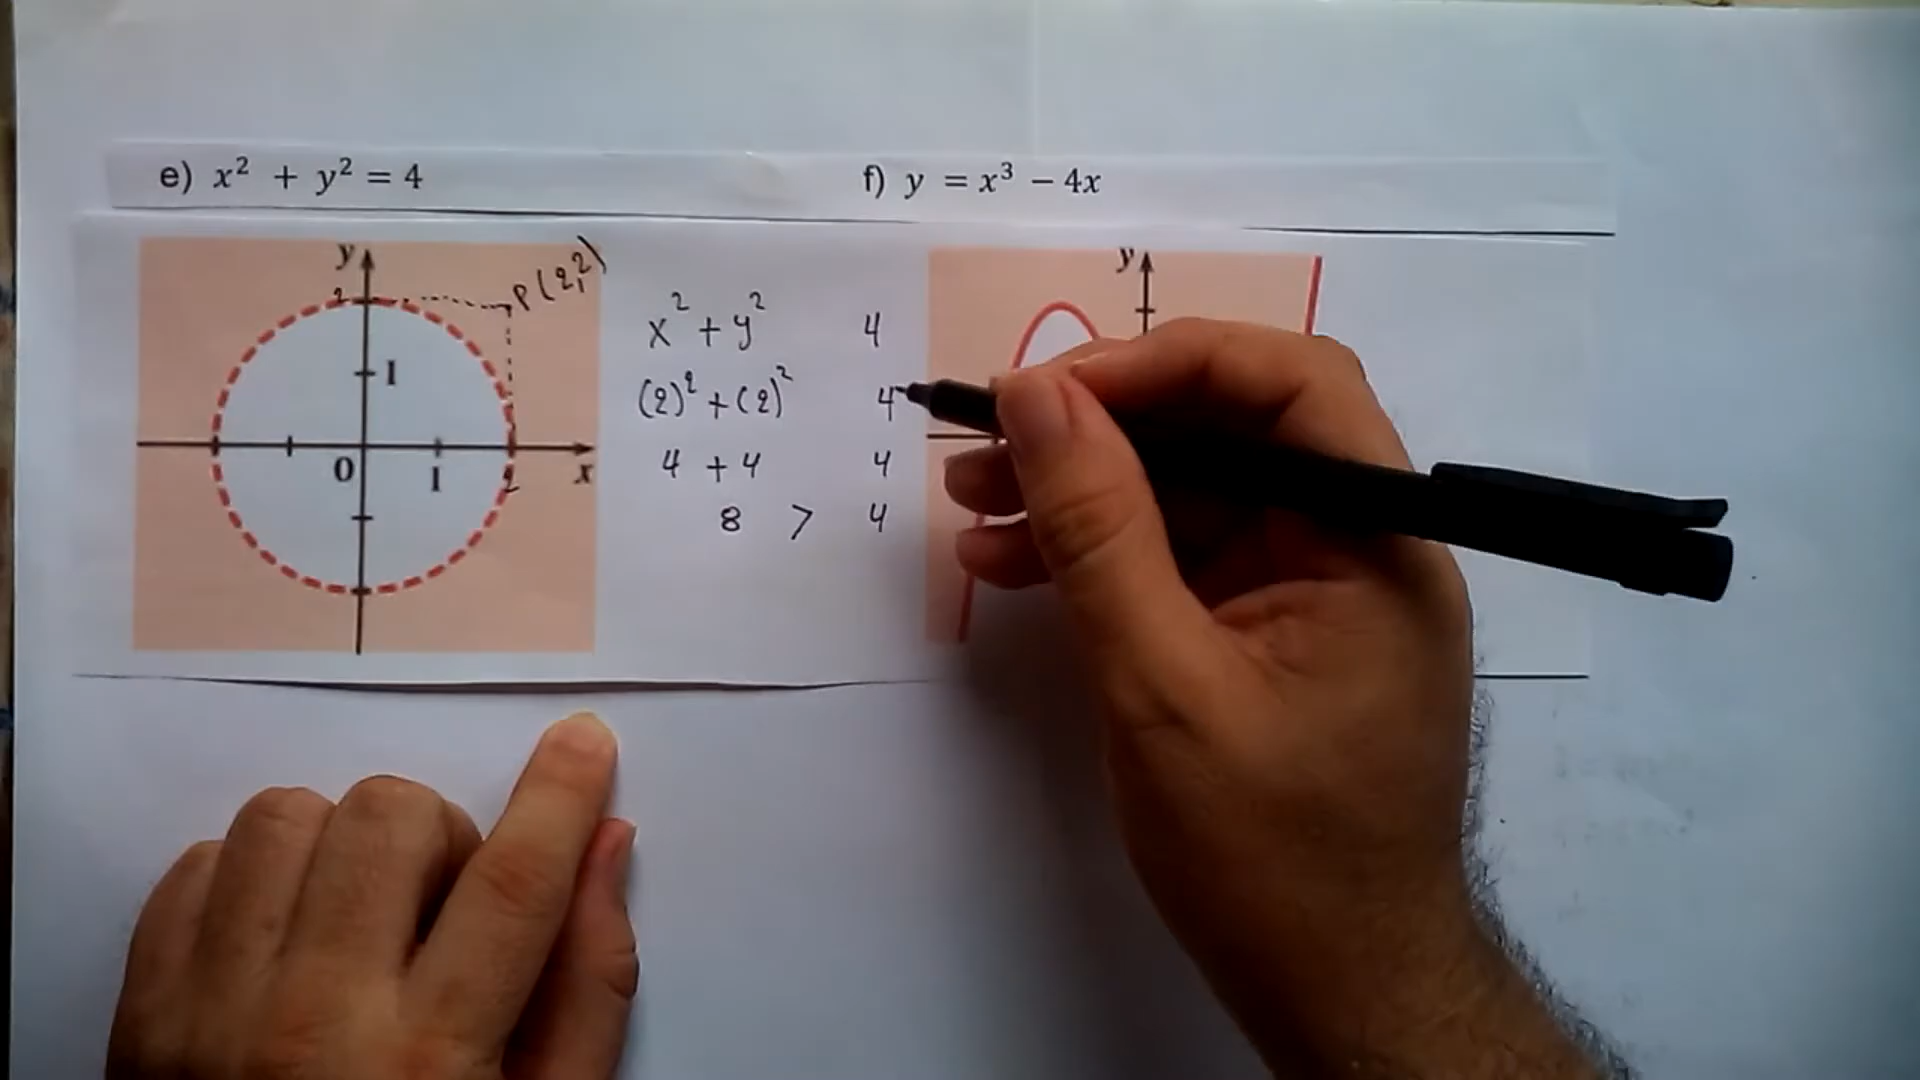 e) x² + y² = 4
f) y = x³ − 4x
y
2
P(2,2)
1
0
1
2
x
x² + y² 4
(2)² + (2)² 4
4 + 4 4
8 > 4
y